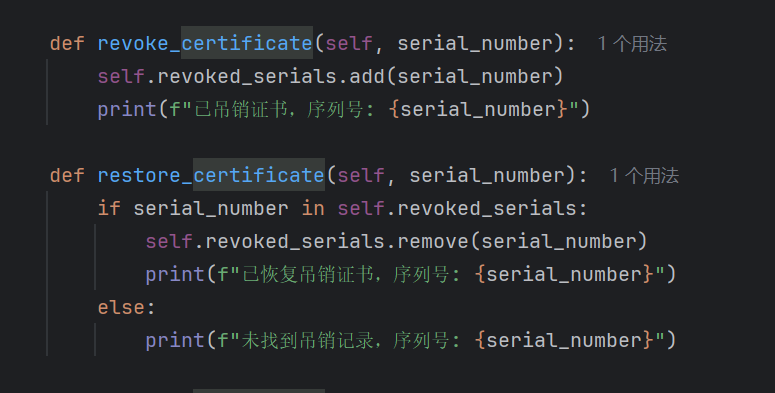 def revoke_certificate(self, serial_number): 1 个用法
self.revoked_serials.add(serial_number)
print(f"已吊销证书，序列号: {serial_number}")
def restore_certificate(self, serial_number): 1 个用法
if serial_number in self.revoked_serials:
self.revoked_serials.remove(serial_number)
print(f"已恢复吊销证书，序列号: {serial_number}")
else:
print(f"未找到吊销记录，序列号: {serial_number}")